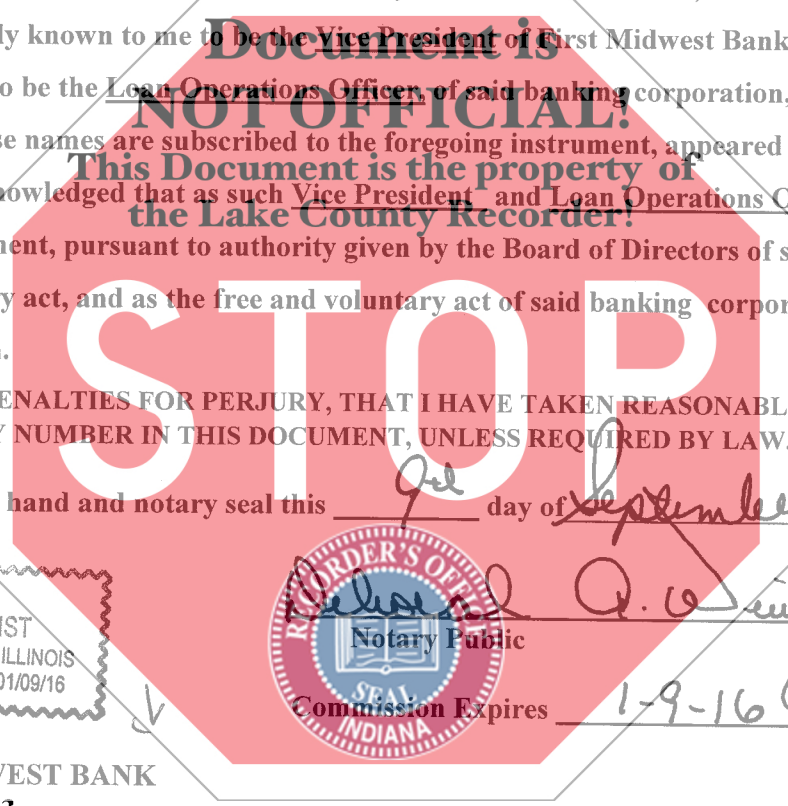 Document is
ly known to me to be the Vice President of First Midwest Bank
NOT OFFICIAL!
o be the Loan Operations Officer, of said banking corporation,
se names are subscribed to the foregoing instrument, appeared
This Document is the property of
nowledged that as such Vice President and Loan Operations O
the Lake County Recorder!
ment, pursuant to authority given by the Board of Directors of s
y act, and as the free and voluntary act of said banking corpor
STOP
ENALTIES FOR PERJURY, THAT I HAVE TAKEN REASONABL
Y NUMBER IN THIS DOCUMENT, UNLESS REQUIRED BY LAW.
hand and notary seal this 9th day of September
RECORDER'S OFFICE
Deborah A.
IST
Notary Public
ILLINOIS
01/09/16
SEAL
Commission Expires 1-9-16
INDIANA
WEST BANK